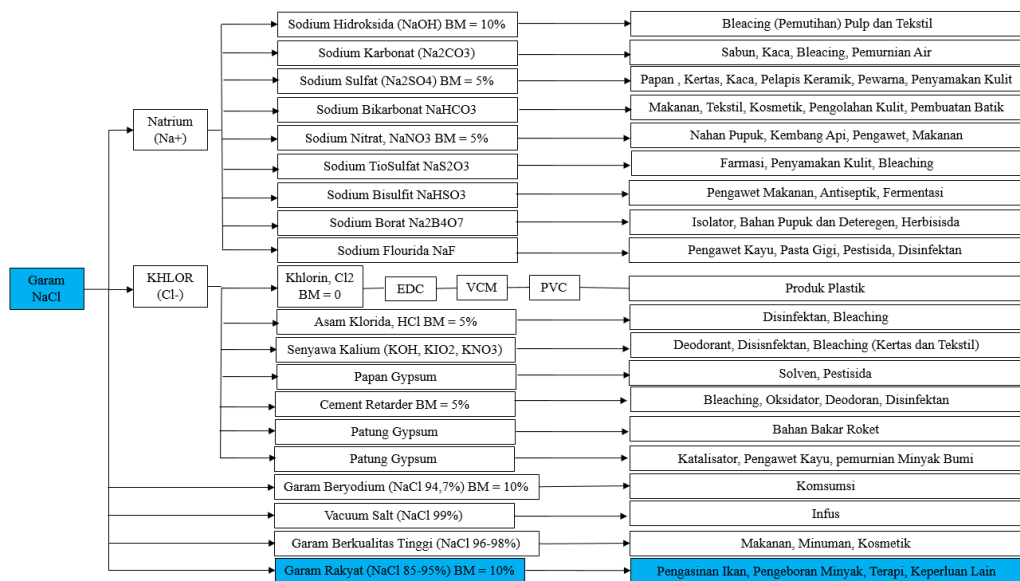 Sodium Hidroksida (NaOH) BM = 10%
Bleacing (Pemutihan) Pulp dan Tekstil
Sodium Karbonat (Na2CO3)
Sabun, Kaca, Bleacing, Pemurnian Air
Sodium Sulfat (Na2SO4) BM = 5%
Papan , Kertas, Kaca, Pelapis Keramik, Pewarna, Penyamakan Kulit
Sodium Bikarbonat NaHCO3
Makanan, Tekstil, Kosmetik, Pengolahan Kulit, Pembuatan Batik
Natrium
(Na+)
Sodium Nitrat, NaNO3 BM = 5%
Nahan Pupuk, Kembang Api, Pengawet, Makanan
Sodium TioSulfat NaS2O3
Farmasi, Penyamakan Kulit, Bleaching
Sodium Bisulfit NaHSO3
Pengawet Makanan, Antiseptik, Fermentasi
Sodium Borat Na2B4O7
Isolator, Bahan Pupuk dan Deteregen, Herbisisda
Sodium Flourida NaF
Pengawet Kayu, Pasta Gigi, Pestisida, Disinfektan
Garam
NaCl
KHLOR
(Cl-)
Khlorin, Cl2
BM = 0
EDC
VCM
PVC
Produk Plastik
Asam Klorida, HCl BM = 5%
Disinfektan, Bleaching
Senyawa Kalium (KOH, KIO2, KNO3)
Deodorant, Disisnfektan, Bleaching (Kertas dan Tekstil)
Papan Gypsum
Solven, Pestisida
Cement Retarder BM = 5%
Bleaching, Oksidator, Deodoran, Disinfektan
Patung Gypsum
Bahan Bakar Roket
Patung Gypsum
Katalisator, Pengawet Kayu, pemurnian Minyak Bumi
Garam Beryodium (NaCl 94,7%) BM = 10%
Komsumsi
Vacuum Salt (NaCl 99%)
Infus
Garam Berkualitas Tinggi (NaCl 96-98%)
Makanan, Minuman, Kosmetik
Garam Rakyat (NaCl 85-95%) BM = 10%
Pengasinan Ikan, Pengeboran Minyak, Terapi, Keperluan Lain